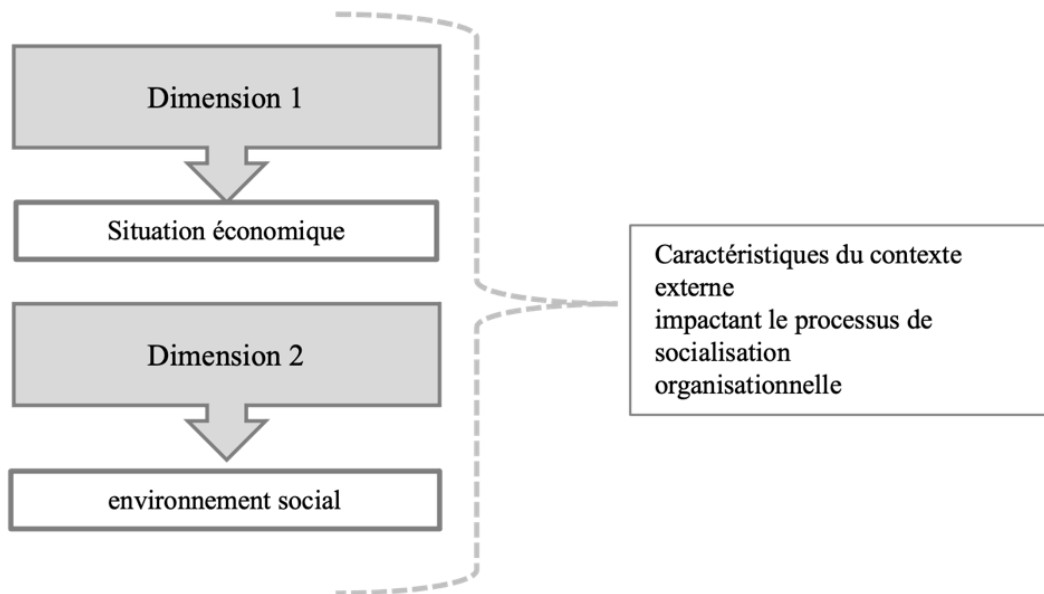 Dimension 1
Situation économique
Dimension 2
environnement social
Caractéristiques du contexte
externe
impactant le processus de
socialisation
organisationnelle